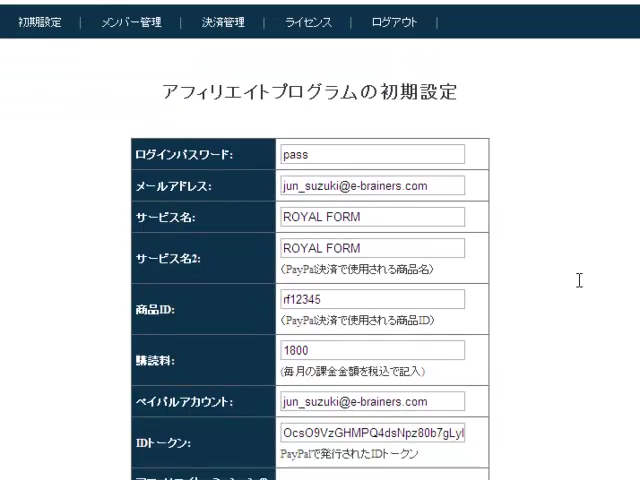 初期設定 | メンバー管理 | 決済管理 | ライセンス | ログアウト |
アフィリエイトプログラムの初期設定
ログインパスワード: pass
メールアドレス: jun_suzuki@e-brainers.com
サービス名: ROYAL FORM
サービス名2: ROYAL FORM
(PayPal決済で使用される商品名)
商品ID: rf12345
(PayPal決済で使用される商品ID)
購読料: 1800
(毎月の課金金額を税込で記入)
ペイパルアカウント: jun_suzuki@e-brainers.com
IDトークン: OcsO9VzGHMPQ4dsNpz80b7gLyl
PayPalで発行されたIDトークン